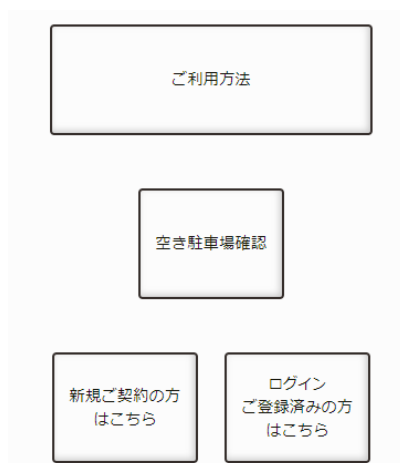 ご利用方法
空き駐車場確認
新規ご契約の方
はこちら
ログイン
ご登録済みの方
はこちら